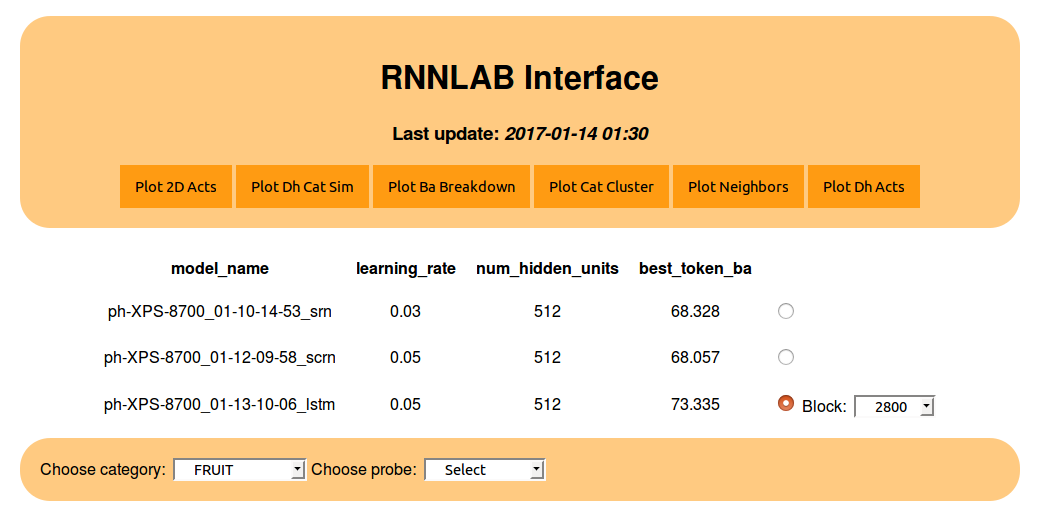 RNNLAB Interface
Last update: 2017-01-14 01:30
Plot 2D Acts Plot Dh Cat Sim Plot Ba Breakdown Plot Cat Cluster Plot Neighbors Plot Dh Acts
model_name learning_rate num_hidden_units best_token_ba
ph-XPS-8700_01-10-14-53_srn 0.03 512 68.328
ph-XPS-8700_01-12-09-58_scrn 0.05 512 68.057
ph-XPS-8700_01-13-10-06_lstm 0.05 512 73.335 Block: 2800
Choose category: FRUIT Choose probe: Select